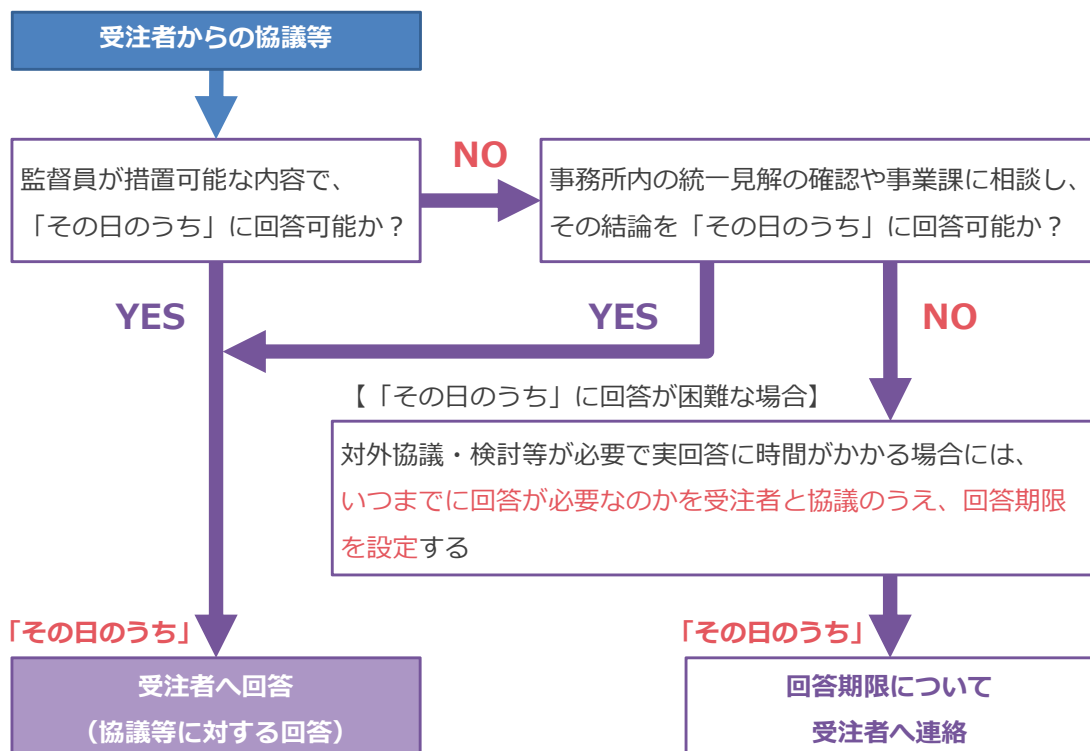 受注者からの協議等
監督員が措置可能な内容で、
「その日のうち」に回答可能か?
NO
事務所内の統一見解の確認や事業課に相談し、
その結論を「その日のうち」に回答可能か?
YES
YES
NO
【「その日のうち」に回答が困難な場合】
対外協議・検討等が必要で実回答に時間がかかる場合には、
いつまでに回答が必要なのかを受注者と協議のうえ、回答期限
を設定する
「その日のうち」
受注者へ回答
(協議等に対する回答)
「その日のうち」
回答期限について
受注者へ連絡